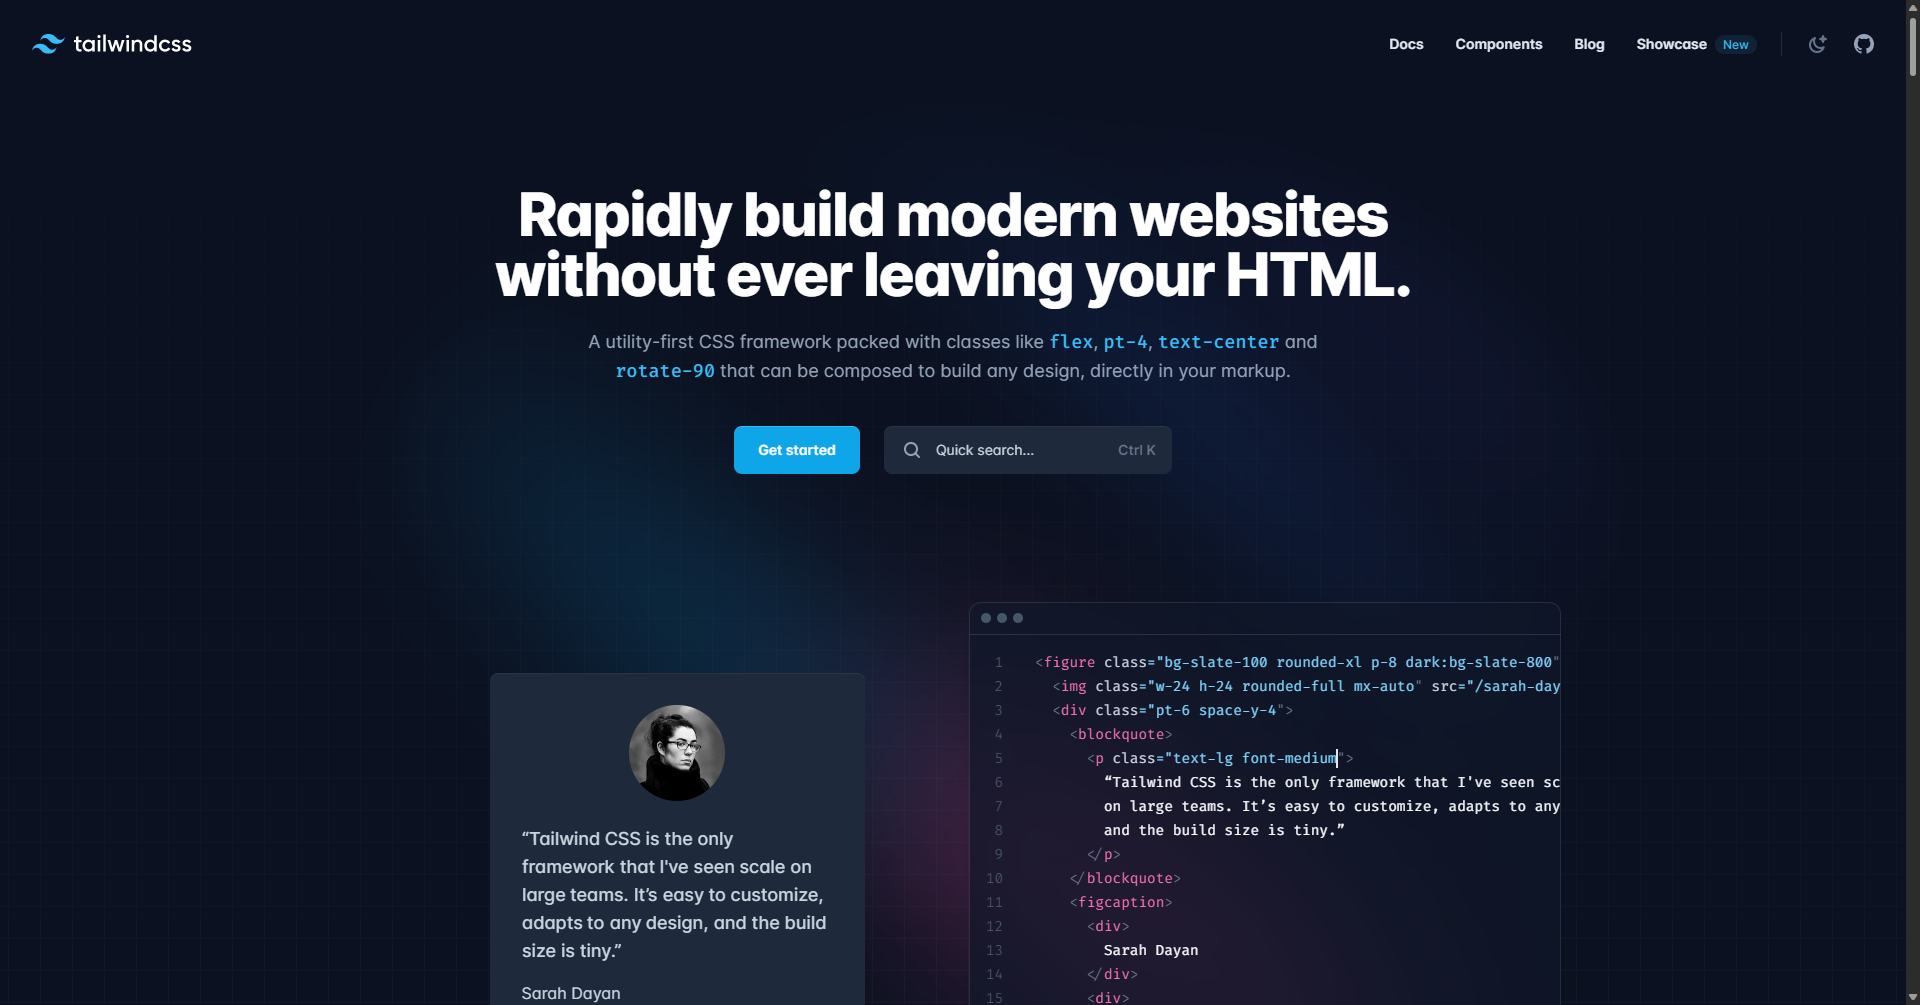 tailwindcss
Docs
Components
Blog
Showcase
New
Rapidly build modern websites
without ever leaving your HTML.
A utility-first CSS framework packed with classes like flex, pt-4, text-center and
rotate-90 that can be composed to build any design, directly in your markup.
Get started
Quick search...
Ctrl K
“Tailwind CSS is the only
framework that I've seen scale on
large teams. It’s easy to customize,
adapts to any design, and the build
size is tiny.”
Sarah Dayan
1 <figure class="bg-slate-100 rounded-xl p-8 dark:bg-slate-800"
2 <img class="w-24 h-24 rounded-full mx-auto" src="/sarah-day
3 <div class="pt-6 space-y-4">
4 <blockquote>
5 <p class="text-lg font-medium">
6 “Tailwind CSS is the only framework that I've seen sc
7 on large teams. It’s easy to customize, adapts to any
8 and the build size is tiny.”
9 </p>
10 </blockquote>
11 <figcaption>
12 <div>
13 Sarah Dayan
14 </div>
15 <div>